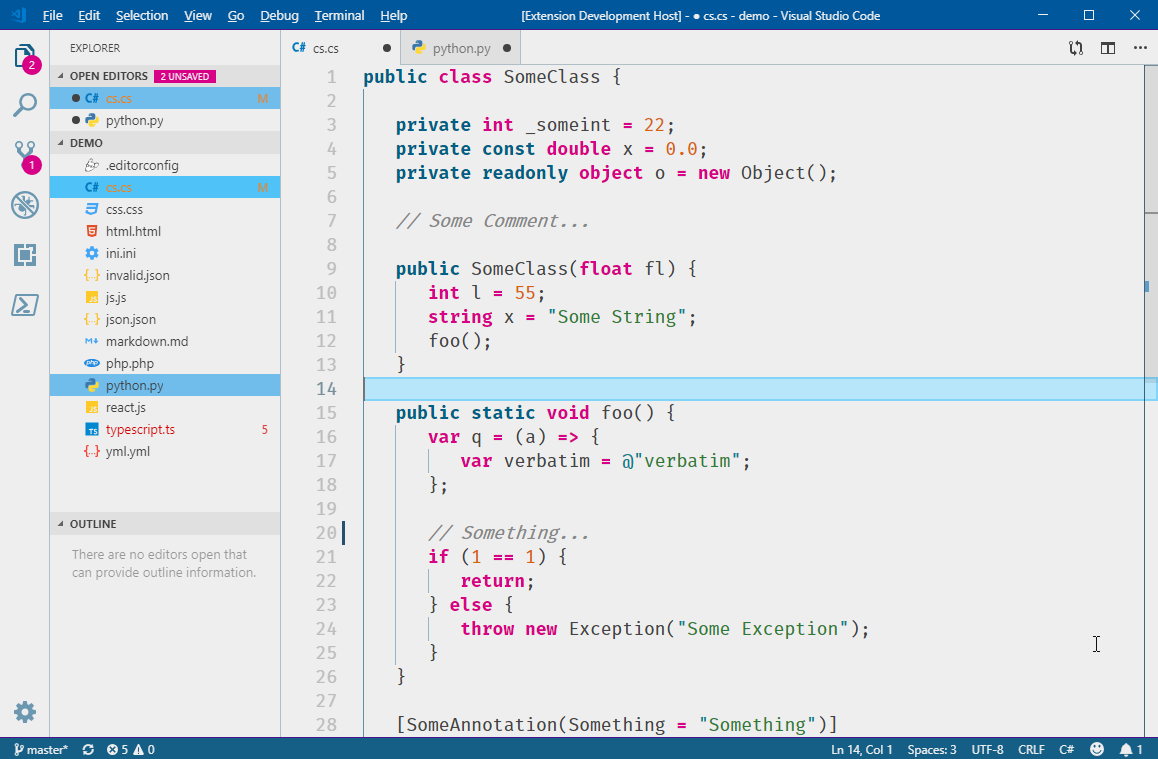 File Edit Selection View Go Debug Terminal Help [Extension Development Host] - ● cs.cs - demo - Visual Studio Code
2
1
EXPLORER
OPEN EDITORS 2 UNSAVED
● C# cs.cs M
● python.py
DEMO
.editorconfig
C# cs.cs M
css.css
html.html
ini.ini
{..} invalid.json
JS js.js
{..} json.json
M↓ markdown.md
php php.php
python.py
JS react.js
TS typescript.ts 5
{..} yml.yml
OUTLINE
There are no editors open that
can provide outline information.
C# cs.cs ● python.py ●
1 public class SomeClass {
2
3 private int _someint = 22;
4 private const double x = 0.0;
5 private readonly object o = new Object();
6
7 // Some Comment...
8
9 public SomeClass(float fl) {
10 int l = 55;
11 string x = "Some String";
12 foo();
13 }
14
15 public static void foo() {
16 var q = (a) => {
17 var verbatim = @"verbatim";
18 };
19
20 // Something...
21 if (1 == 1) {
22 return;
23 } else {
24 throw new Exception("Some Exception");
25 }
26 }
27
28 [SomeAnnotation(Something = "Something")]
master* 5 0 Ln 14, Col 1 Spaces: 3 UTF-8 CRLF C# 1